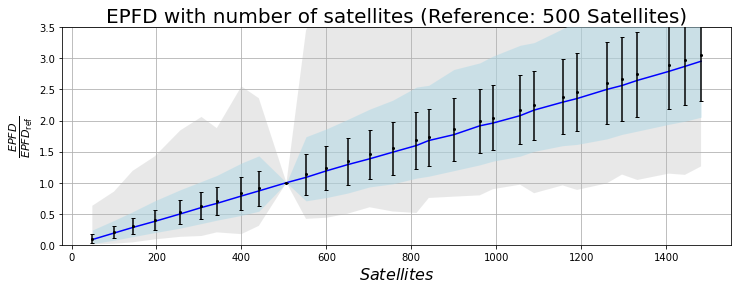 EPFD with number of satellites (Reference: 500 Satellites)
3.5
3.0
2.5
2.0
1.5
1.0
0.5
0.0
EPFD
EPFD_ref
0 200 400 600 800 1000 1200 1400
Satellites